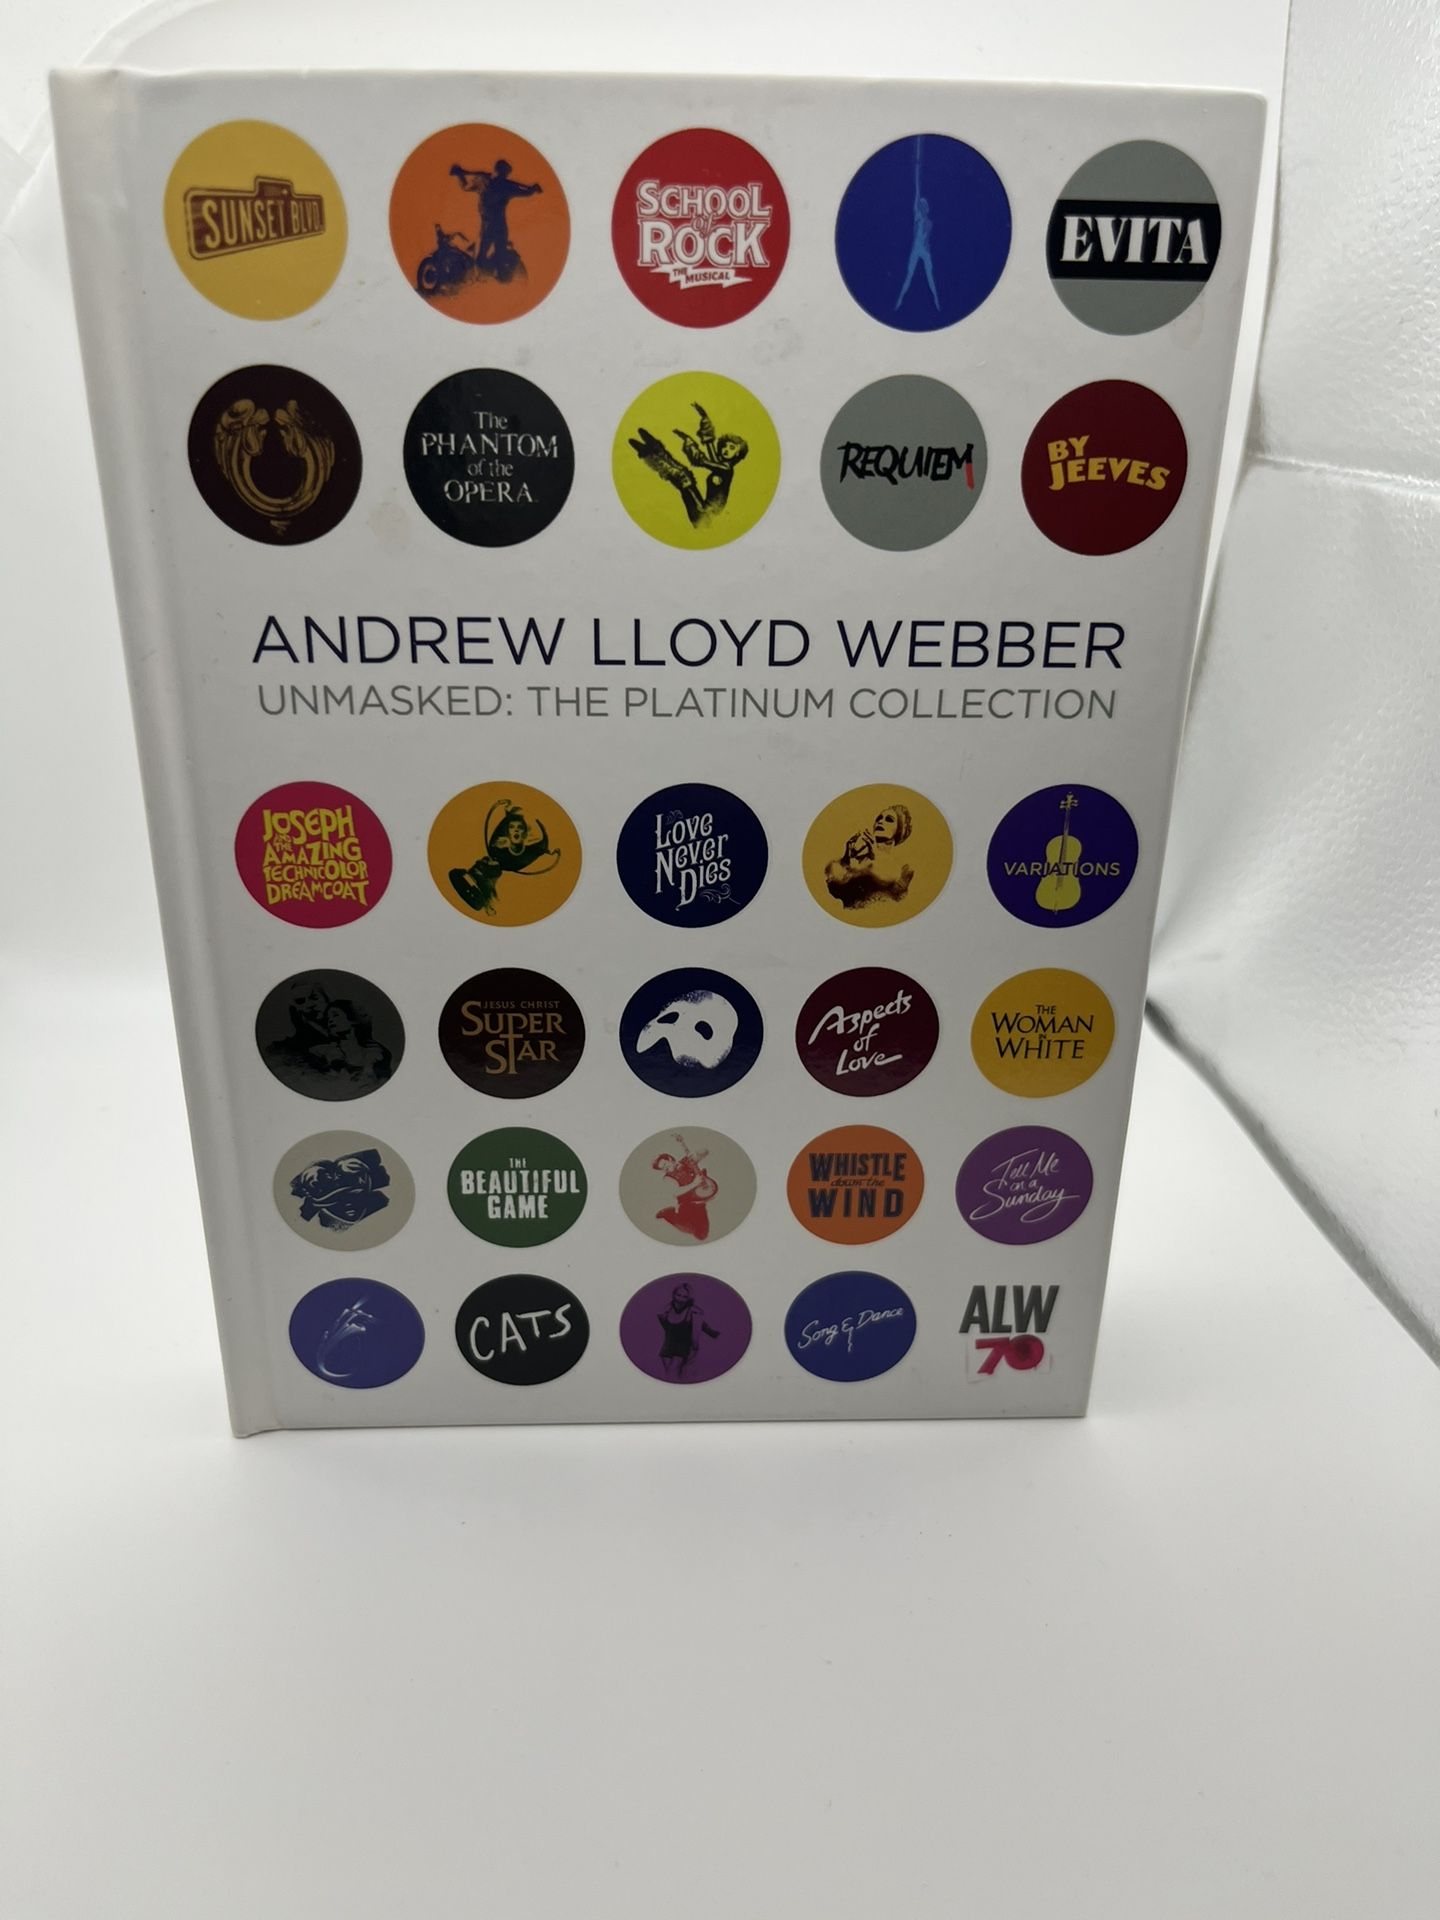 SUNSET BLVD.
SCHOOL
of
ROCK
THE
MUSICAL
EVITA
The
PHANTOM
of the
OPERA
REQUIEM
BY
JEEVES
ANDREW LLOYD WEBBER
UNMASKED: THE PLATINUM COLLECTION
JOSEPH
AND THE
AMAZING
TECHNICOLOR
DREAMCOAT
LOVE
NEVER
DIES
VARIATIONS
JESUS CHRIST
SUPER
STAR
Aspects
of
Love
THE
WOMAN
IN
WHITE
THE
BEAUTIFUL
GAME
WHISTLE
down the
WIND
Tell Me
on a
Sunday
CATS
Song & Dance
ALW
70